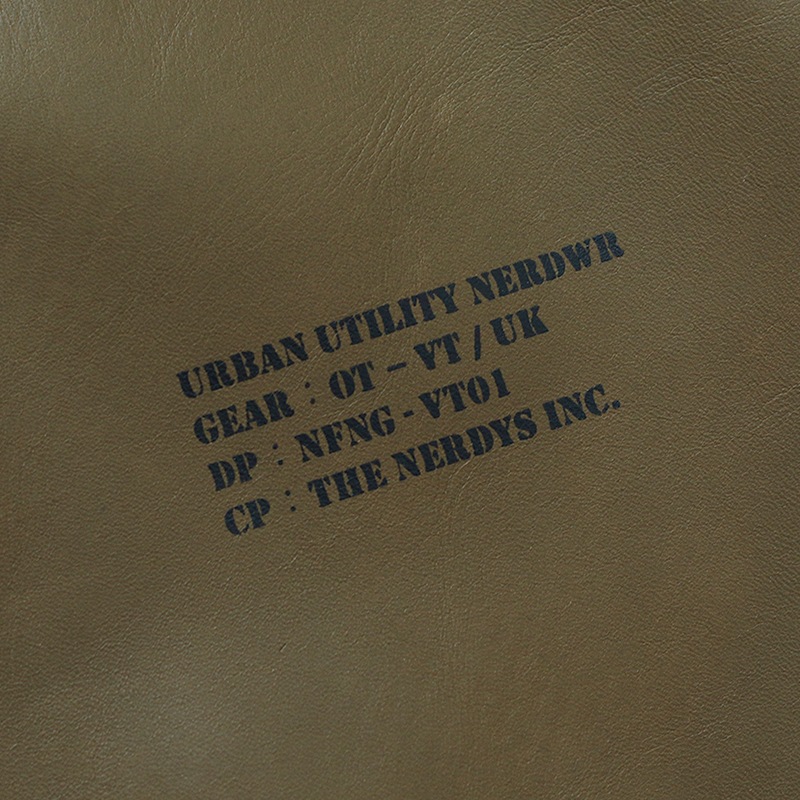 URBAN UTILITY NERDWR
GEAR : OT – VT / UK
DP : NFNG - VT01
CP : THE NERDYS INC.